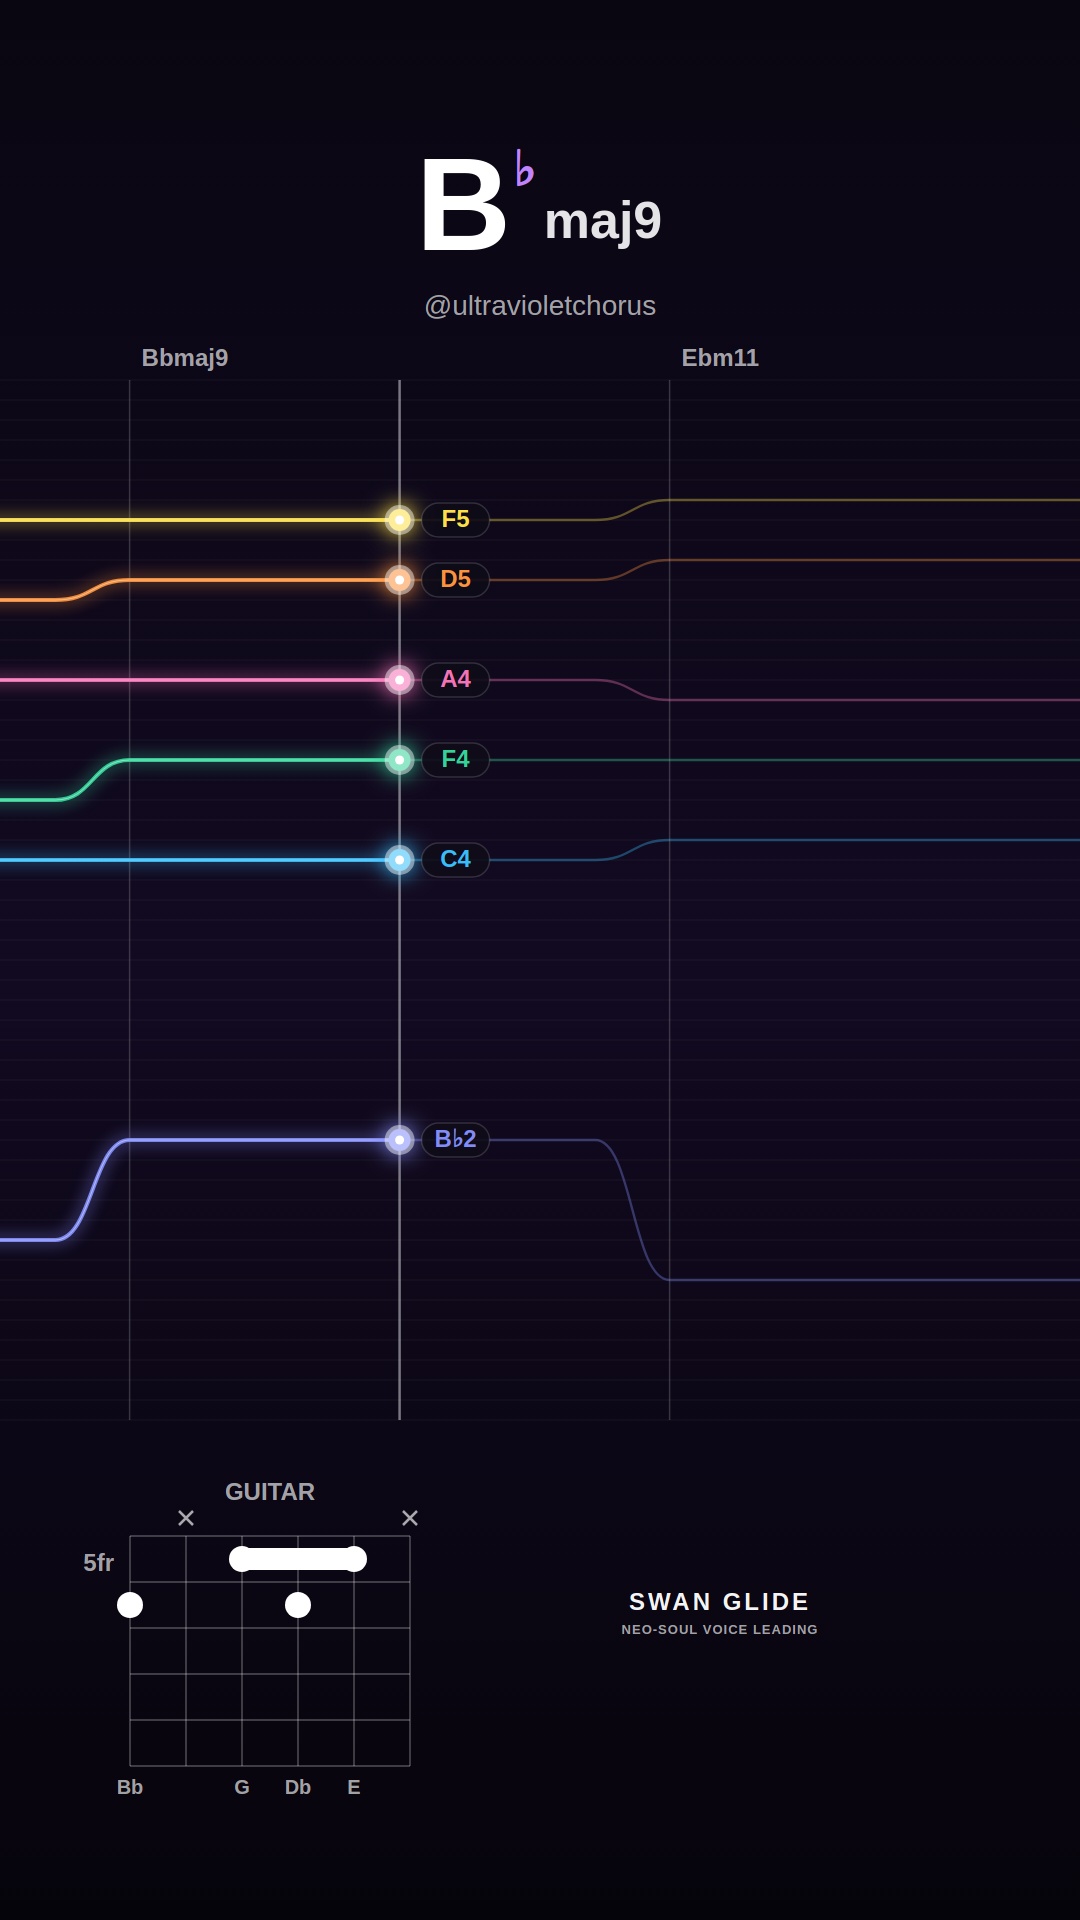 B♭maj9
@ultravioletchorus
Bbmaj9 Ebm11
F5
D5
A4
F4
C4
B♭2
GUITAR
× ×
5fr
SWAN GLIDE
NEO-SOUL VOICE LEADING
Bb G Db E